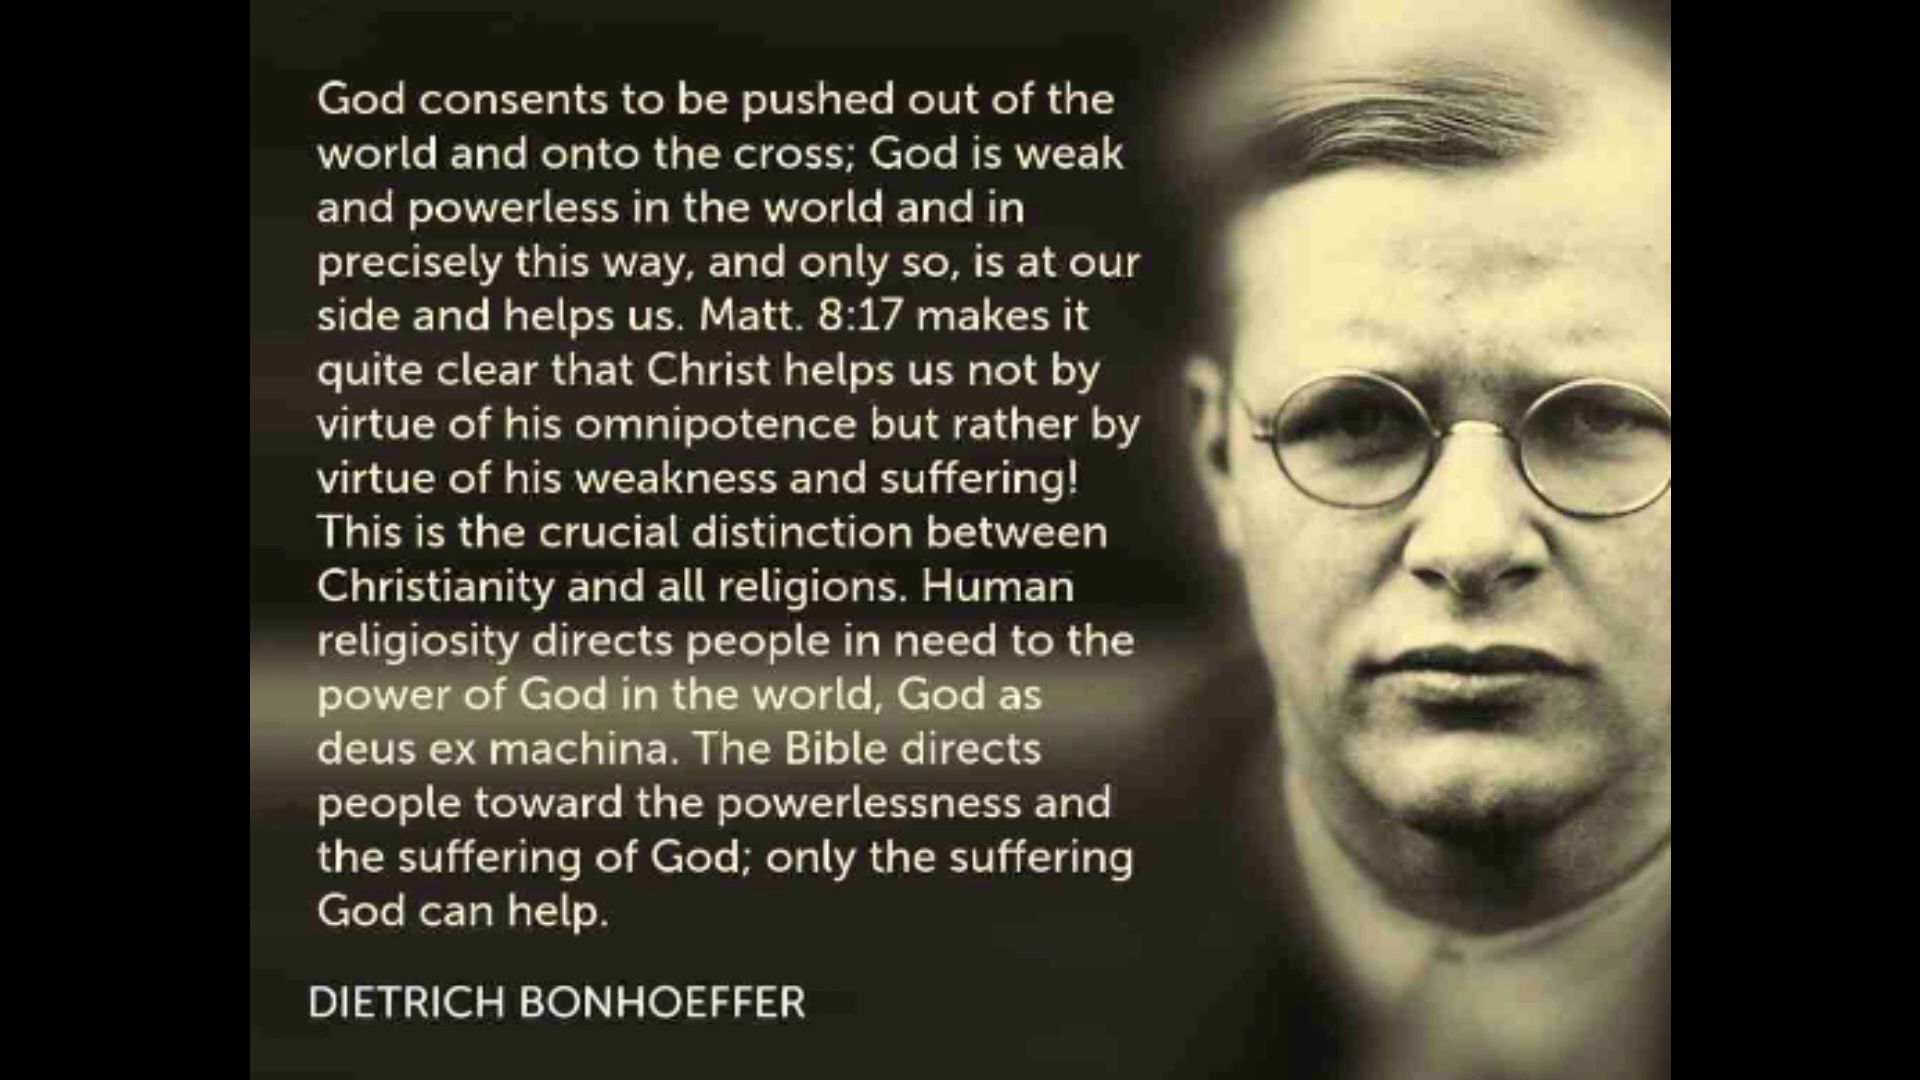 God consents to be pushed out of the
world and onto the cross; God is weak
and powerless in the world and in
precisely this way, and only so, is at our
side and helps us. Matt. 8:17 makes it
quite clear that Christ helps us not by
virtue of his omnipotence but rather by
virtue of his weakness and suffering!
This is the crucial distinction between
Christianity and all religions. Human
religiosity directs people in need to the
power of God in the world, God as
deus ex machina. The Bible directs
people toward the powerlessness and
the suffering of God; only the suffering
God can help.
DIETRICH BONHOEFFER